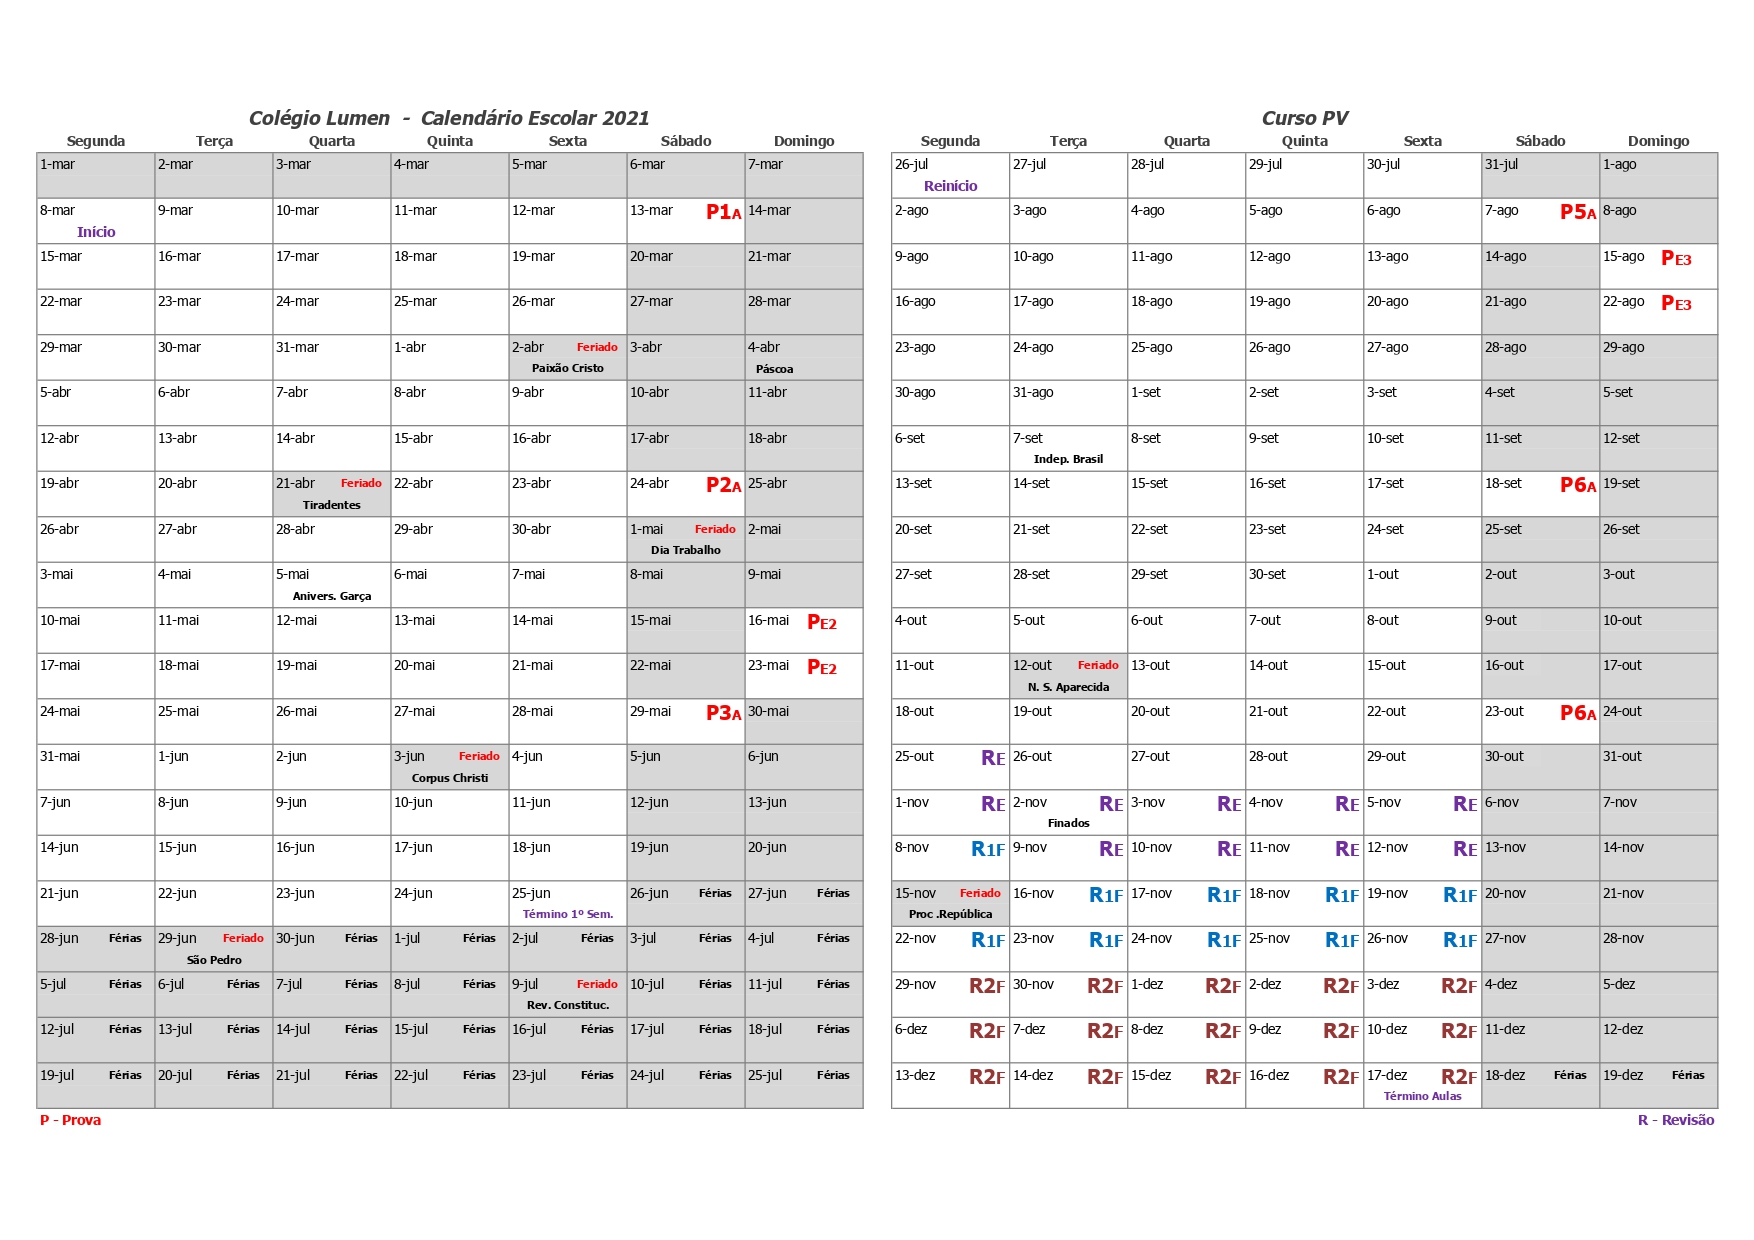 Colégio Lumen  -  Calendário Escolar 2021
Segunda Terça Quarta Quinta Sexta Sábado Domingo
1-mar 2-mar 3-mar 4-mar 5-mar 6-mar 7-mar
8-mar 9-mar 10-mar 11-mar 12-mar 13-mar P1A 14-mar
Início
15-mar 16-mar 17-mar 18-mar 19-mar 20-mar 21-mar
22-mar 23-mar 24-mar 25-mar 26-mar 27-mar 28-mar
29-mar 30-mar 31-mar 1-abr 2-abr Feriado 3-abr 4-abr
Paixão Cristo Páscoa
5-abr 6-abr 7-abr 8-abr 9-abr 10-abr 11-abr
12-abr 13-abr 14-abr 15-abr 16-abr 17-abr 18-abr
19-abr 20-abr 21-abr Feriado 22-abr 23-abr 24-abr P2A 25-abr
Tiradentes
26-abr 27-abr 28-abr 29-abr 30-abr 1-mai Feriado 2-mai
Dia Trabalho
3-mai 4-mai 5-mai 6-mai 7-mai 8-mai 9-mai
Anivers. Garça
10-mai 11-mai 12-mai 13-mai 14-mai 15-mai 16-mai PE2
17-mai 18-mai 19-mai 20-mai 21-mai 22-mai 23-mai PE2
24-mai 25-mai 26-mai 27-mai 28-mai 29-mai P3A 30-mai
31-mai 1-jun 2-jun 3-jun Feriado 4-jun 5-jun 6-jun
Corpus Christi
7-jun 8-jun 9-jun 10-jun 11-jun 12-jun 13-jun
14-jun 15-jun 16-jun 17-jun 18-jun 19-jun 20-jun
21-jun 22-jun 23-jun 24-jun 25-jun 26-jun Férias 27-jun Férias
Término 1º Sem.
28-jun Férias 29-jun Feriado 30-jun Férias 1-jul Férias 2-jul Férias 3-jul Férias 4-jul Férias
São Pedro
5-jul Férias 6-jul Férias 7-jul Férias 8-jul Férias 9-jul Feriado 10-jul Férias 11-jul Férias
Rev. Constituc.
12-jul Férias 13-jul Férias 14-jul Férias 15-jul Férias 16-jul Férias 17-jul Férias 18-jul Férias
19-jul Férias 20-jul Férias 21-jul Férias 22-jul Férias 23-jul Férias 24-jul Férias 25-jul Férias
P - Prova
Curso PV
Segunda Terça Quarta Quinta Sexta Sábado Domingo
26-jul 27-jul 28-jul 29-jul 30-jul 31-jul 1-ago
Reinício
2-ago 3-ago 4-ago 5-ago 6-ago 7-ago P5A 8-ago
9-ago 10-ago 11-ago 12-ago 13-ago 14-ago 15-ago PE3
16-ago 17-ago 18-ago 19-ago 20-ago 21-ago 22-ago PE3
23-ago 24-ago 25-ago 26-ago 27-ago 28-ago 29-ago
30-ago 31-ago 1-set 2-set 3-set 4-set 5-set
6-set 7-set 8-set 9-set 10-set 11-set 12-set
Indep. Brasil
13-set 14-set 15-set 16-set 17-set 18-set P6A 19-set
20-set 21-set 22-set 23-set 24-set 25-set 26-set
27-set 28-set 29-set 30-set 1-out 2-out 3-out
4-out 5-out 6-out 7-out 8-out 9-out 10-out
11-out 12-out Feriado 13-out 14-out 15-out 16-out 17-out
N. S. Aparecida
18-out 19-out 20-out 21-out 22-out 23-out P6A 24-out
25-out RE 26-out 27-out 28-out 29-out 30-out 31-out
1-nov RE 2-nov RE 3-nov RE 4-nov RE 5-nov RE 6-nov 7-nov
Finados
8-nov R1F 9-nov RE 10-nov RE 11-nov RE 12-nov RE 13-nov 14-nov
15-nov Feriado 16-nov R1F 17-nov R1F 18-nov R1F 19-nov R1F 20-nov 21-nov
Proc .República
22-nov R1F 23-nov R1F 24-nov R1F 25-nov R1F 26-nov R1F 27-nov 28-nov
29-nov R2F 30-nov R2F 1-dez R2F 2-dez R2F 3-dez R2F 4-dez 5-dez
6-dez R2F 7-dez R2F 8-dez R2F 9-dez R2F 10-dez R2F 11-dez 12-dez
13-dez R2F 14-dez R2F 15-dez R2F 16-dez R2F 17-dez R2F 18-dez Férias 19-dez Férias
Término Aulas
R - Revisão